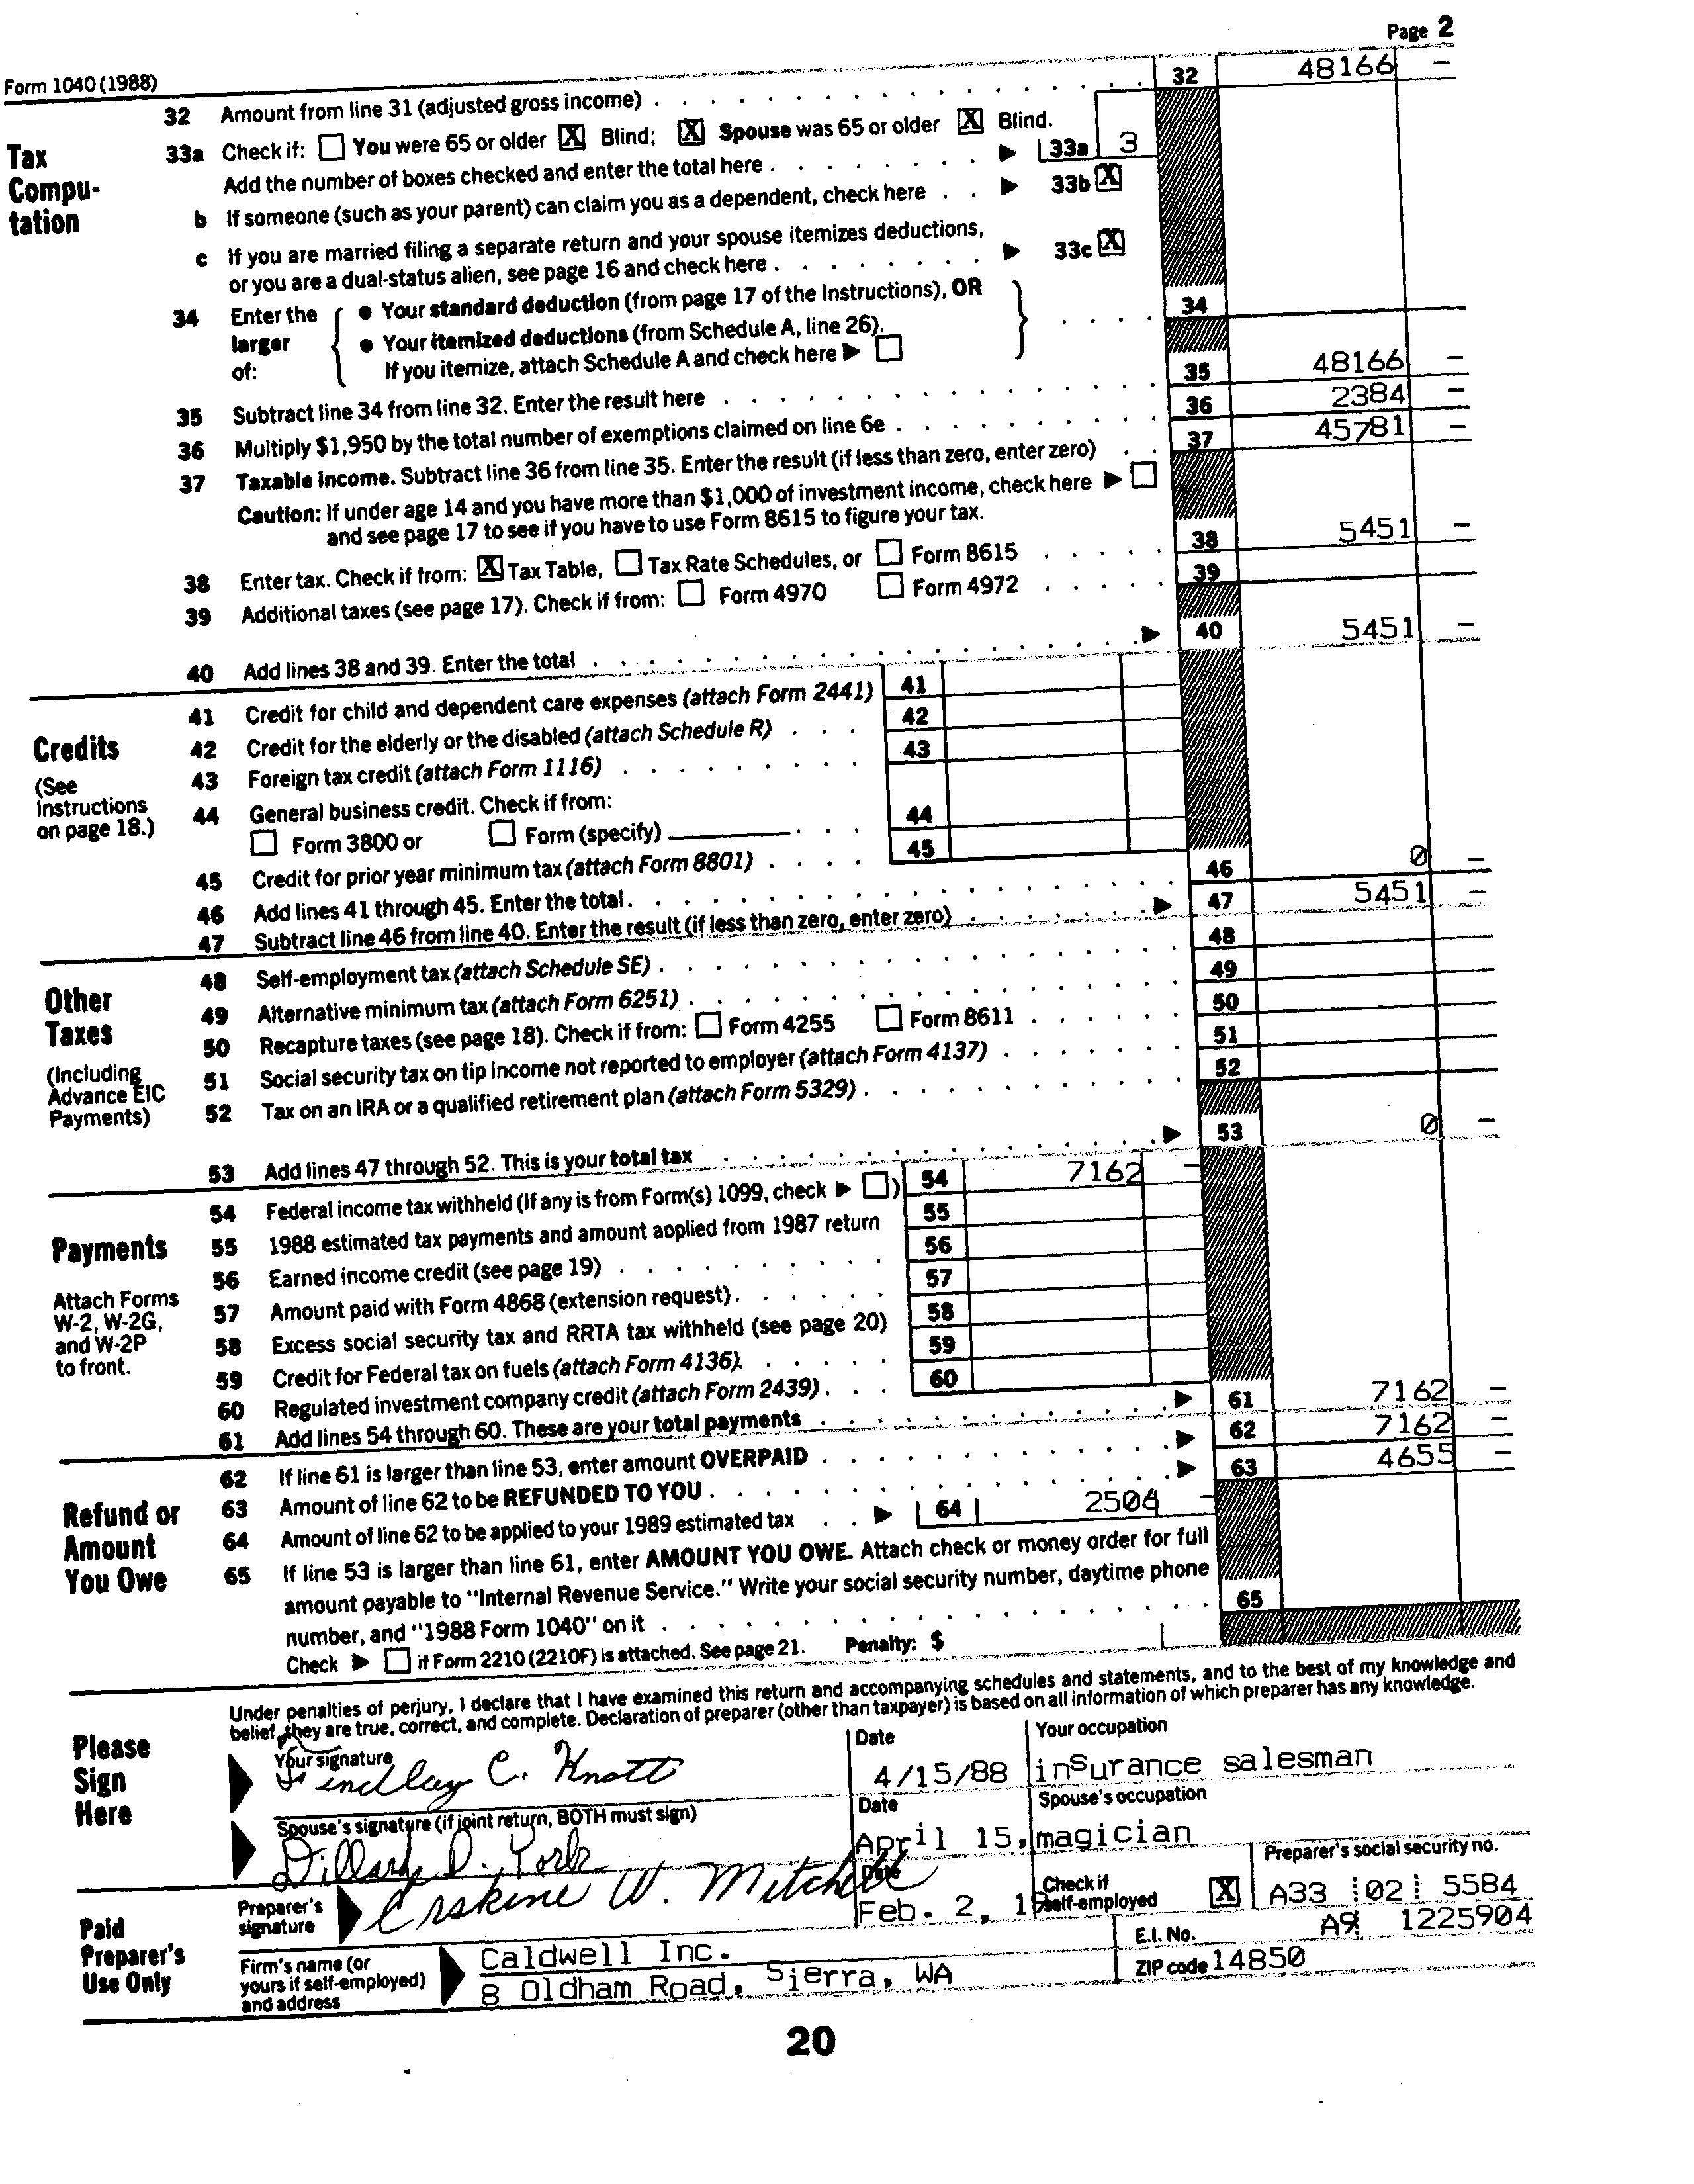 Page 2
Form 1040 (1988)
32 Amount from line 31 (adjusted gross income) 32 48166 –
Tax Compu- tation
33a Check if: You were 65 or older X Blind; X Spouse was 65 or older X Blind.
Add the number of boxes checked and enter the total here 33a 3
b If someone (such as your parent) can claim you as a dependent, check here 33b X
c If you are married filing a separate return and your spouse itemizes deductions,
or you are a dual-status alien, see page 16 and check here 33c X
34 Enter the larger of:
• Your standard deduction (from page 17 of the Instructions), OR
• Your itemized deductions (from Schedule A, line 26).
If you itemize, attach Schedule A and check here
34
35 Subtract line 34 from line 32. Enter the result here 35 48166 –
36 Multiply $1,950 by the total number of exemptions claimed on line 6e 36 2384 –
37 Taxable income. Subtract line 36 from line 35. Enter the result (if less than zero, enter zero) 37 45781 –
Caution: If under age 14 and you have more than $1,000 of investment income, check here
and see page 17 to see if you have to use Form 8615 to figure your tax.
38 Enter tax. Check if from: X Tax Table, Tax Rate Schedules, or Form 8615 38 5451 –
39 Additional taxes (see page 17). Check if from: Form 4970 Form 4972 39
40 Add lines 38 and 39. Enter the total 40 5451 –
Credits
(See Instructions on page 18.)
41 Credit for child and dependent care expenses (attach Form 2441) 41
42 Credit for the elderly or the disabled (attach Schedule R) 42
43 Foreign tax credit (attach Form 1116) 43
44 General business credit. Check if from:
Form 3800 or Form (specify) 44
45 Credit for prior year minimum tax (attach Form 8801) 45
46 Add lines 41 through 45. Enter the total 46 0 –
47 Subtract line 46 from line 40. Enter the result (if less than zero, enter zero) 47 5451 –
Other Taxes
(Including Advance EIC Payments)
48 Self-employment tax (attach Schedule SE) 48
49 Alternative minimum tax (attach Form 6251) 49
50 Recapture taxes (see page 18). Check if from: Form 4255 Form 8611 50
51 Social security tax on tip income not reported to employer (attach Form 4137) 51
52 Tax on an IRA or a qualified retirement plan (attach Form 5329) 52
53 Add lines 47 through 52. This is your total tax 53 0 –
Payments
Attach Forms W-2, W-2G, and W-2P to front.
54 Federal income tax withheld (If any is from Form(s) 1099, check ) 54 7162 –
55 1988 estimated tax payments and amount applied from 1987 return 55
56 Earned income credit (see page 19) 56
57 Amount paid with Form 4868 (extension request) 57
58 Excess social security tax and RRTA tax withheld (see page 20) 58
59 Credit for Federal tax on fuels (attach Form 4136) 59
60 Regulated investment company credit (attach Form 2439) 60
61 Add lines 54 through 60. These are your total payments 61 7162 –
Refund or Amount You Owe
62 If line 61 is larger than line 53, enter amount OVERPAID 62 7162 –
63 Amount of line 62 to be REFUNDED TO YOU 63 4655 –
64 Amount of line 62 to be applied to your 1989 estimated tax 64 2506 –
65 If line 53 is larger than line 61, enter AMOUNT YOU OWE. Attach check or money order for full
amount payable to "Internal Revenue Service." Write your social security number, daytime phone
number, and "1988 Form 1040" on it 65
Check if Form 2210 (2210F) is attached. See page 21. Penalty: $
Please Sign Here
Under penalties of perjury, I declare that I have examined this return and accompanying schedules and statements, and to the best of my knowledge and
belief, they are true, correct, and complete. Declaration of preparer (other than taxpayer) is based on all information of which preparer has any knowledge.
Your signature Date Your occupation
Findlay C. Knott 4/15/88 insurance salesman
Spouse's signature (if joint return, BOTH must sign) Date Spouse's occupation
Dillard D. York April 15, magician
Paid Preparer's Use Only
Preparer's signature Date Check if self-employed X Preparer's social security no.
Erskine W. Mitchell Feb. 2, 1 A33 02 5584
Firm's name (or yours if self-employed) and address
Caldwell Inc. E.I. No. A9 1225904
8 Oldham Road, Sierra, WA ZIP code 14850
20